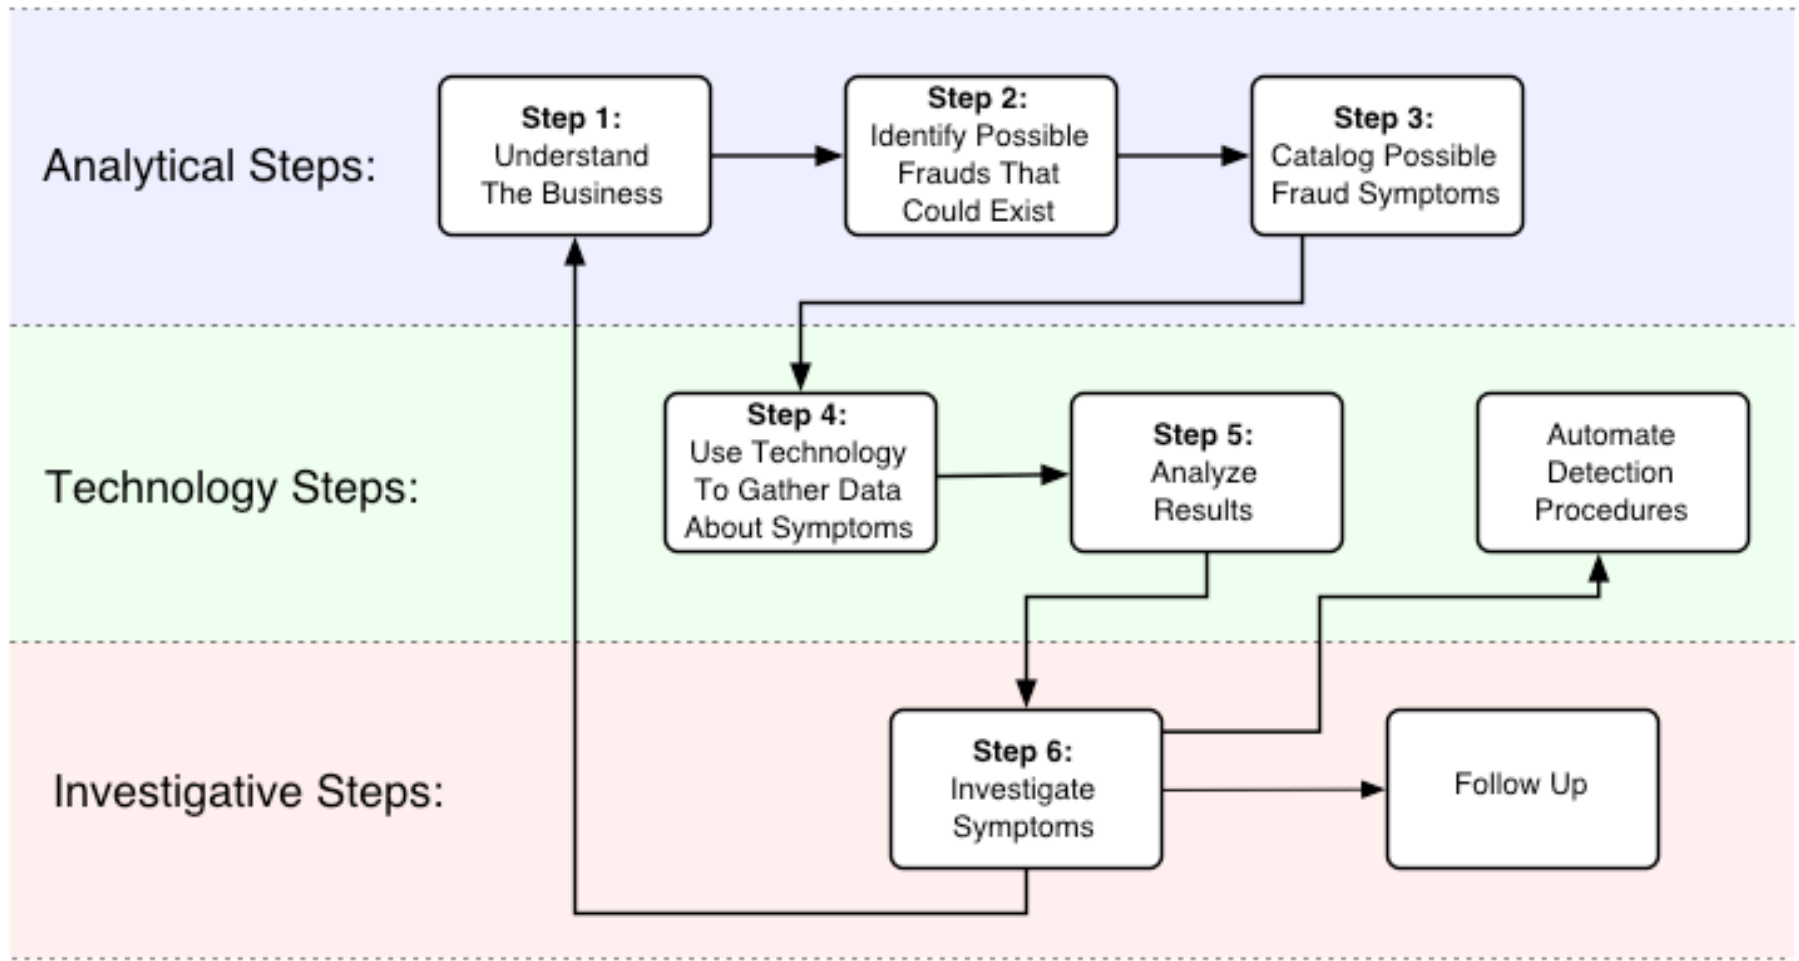 Analytical Steps:
Step 1:
Understand
The Business
Step 2:
Identify Possible
Frauds That
Could Exist
Step 3:
Catalog Possible
Fraud Symptoms
Technology Steps:
Step 4:
Use Technology
To Gather Data
About Symptoms
Step 5:
Analyze
Results
Automate
Detection
Procedures
Investigative Steps:
Step 6:
Investigate
Symptoms
Follow Up